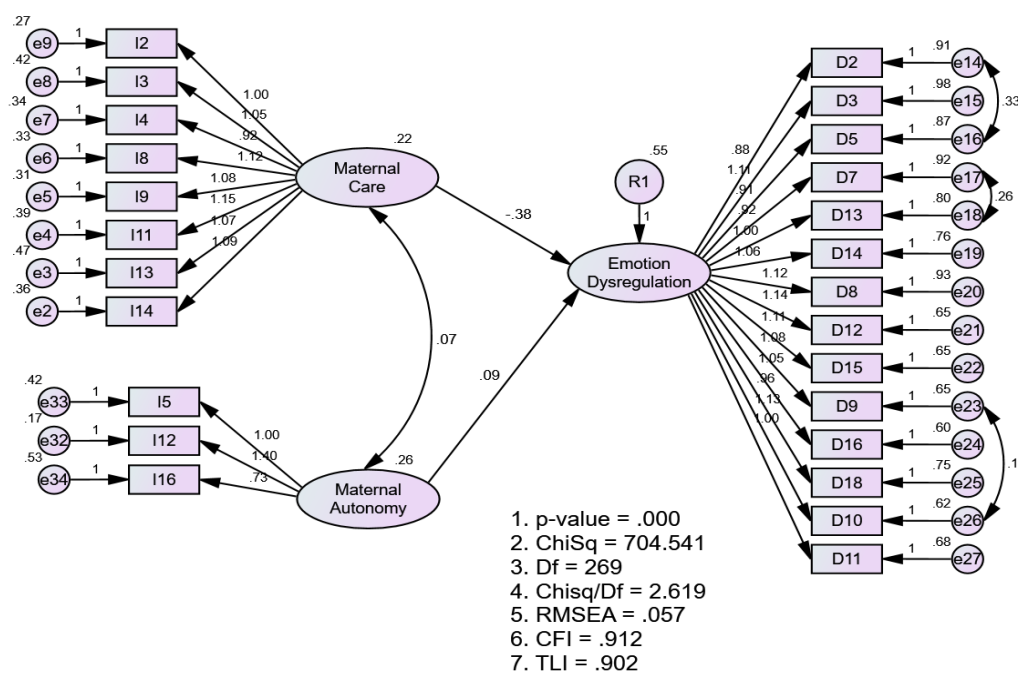 .27
e9 1 I2
.42
e8 1 I3
.34
e7 1 I4
.33
e6 1 I8
.31
e5 1 I9
.39
e4 1 I11
.47
e3 1 I13
.36
e2 1 I14
1.00
1.05
.92
1.12
1.08
1.15
1.07
1.09
.22
Maternal
Care
-.38
.07
.42
e33 1 I5
.17
e32 1 I12
.53
e34 1 I16
1.00
1.40
.73
.26
Maternal
Autonomy
.09
.55
R1
1
Emotion
Dysregulation
.88
1.11
.91
.92
1.00
1.06
1.12
1.14
1.11
1.08
1.05
.96
1.13
1.00
D2 1 .91 e14
D3 1 .98 e15
D5 1 .87 e16
D7 1 .92 e17
D13 1 .80 e18
D14 1 .76 e19
D8 1 .93 e20
D12 1 .65 e21
D15 1 .65 e22
D9 1 .65 e23
D16 1 .60 e24
D18 1 .75 e25
D10 1 .62 e26
D11 1 .68 e27
.33
.26
1. p-value = .000
2. ChiSq = 704.541
3. Df = 269
4. Chisq/Df = 2.619
5. RMSEA = .057
6. CFI = .912
7. TLI = .902